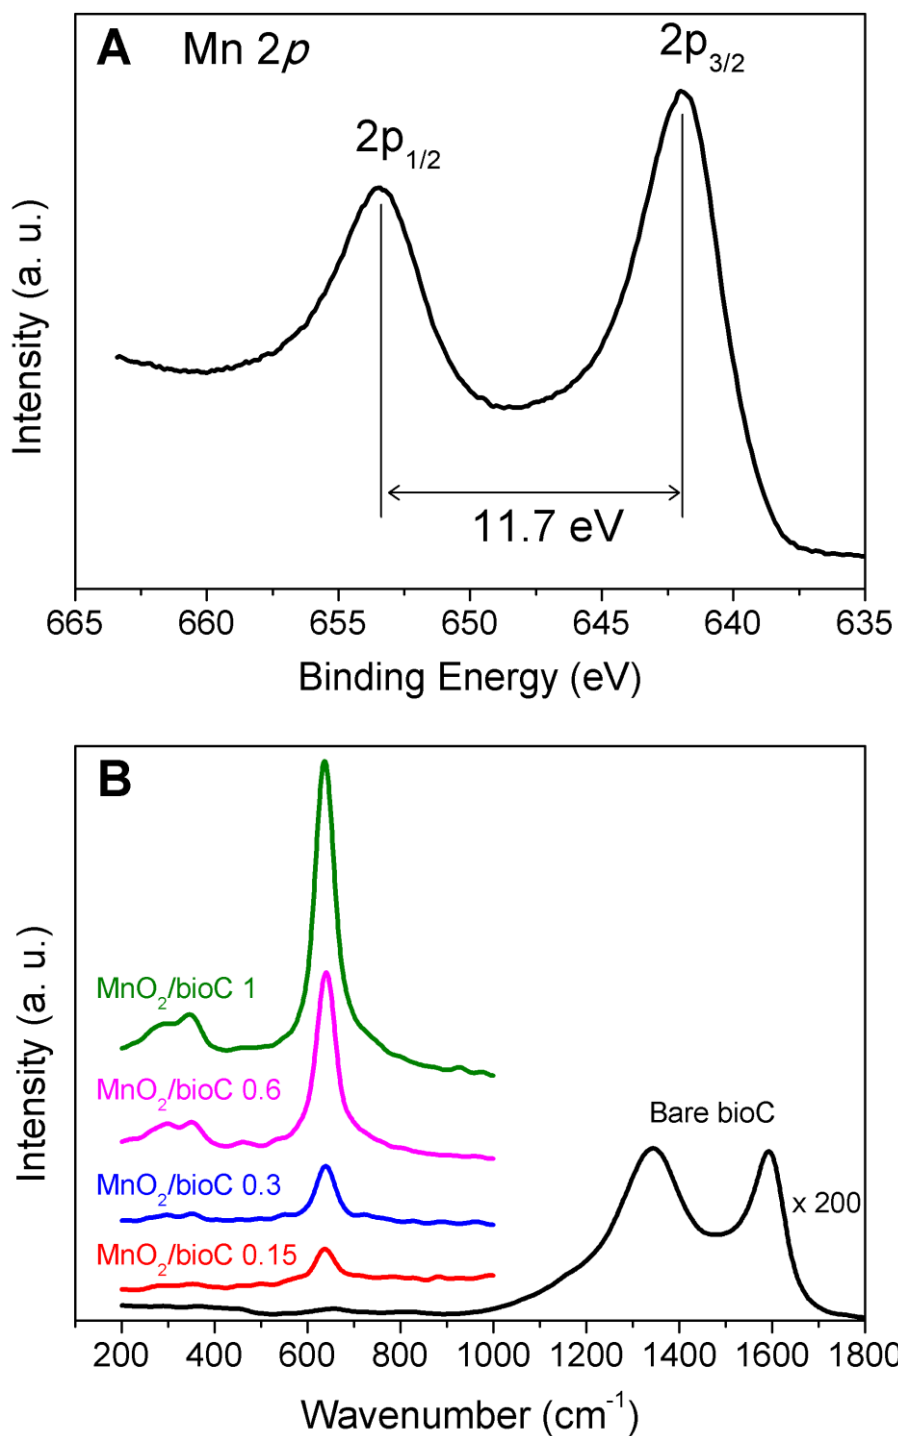 A Mn 2p
2p3/2
2p1/2
11.7 eV
Intensity (a. u.)
665 660 655 650 645 640 635
Binding Energy (eV)
B
MnO2/bioC 1
MnO2/bioC 0.6
Bare bioC
MnO2/bioC 0.3
x 200
MnO2/bioC 0.15
Intensity (a. u.)
200 400 600 800 1000 1200 1400 1600 1800
Wavenumber (cm-1)